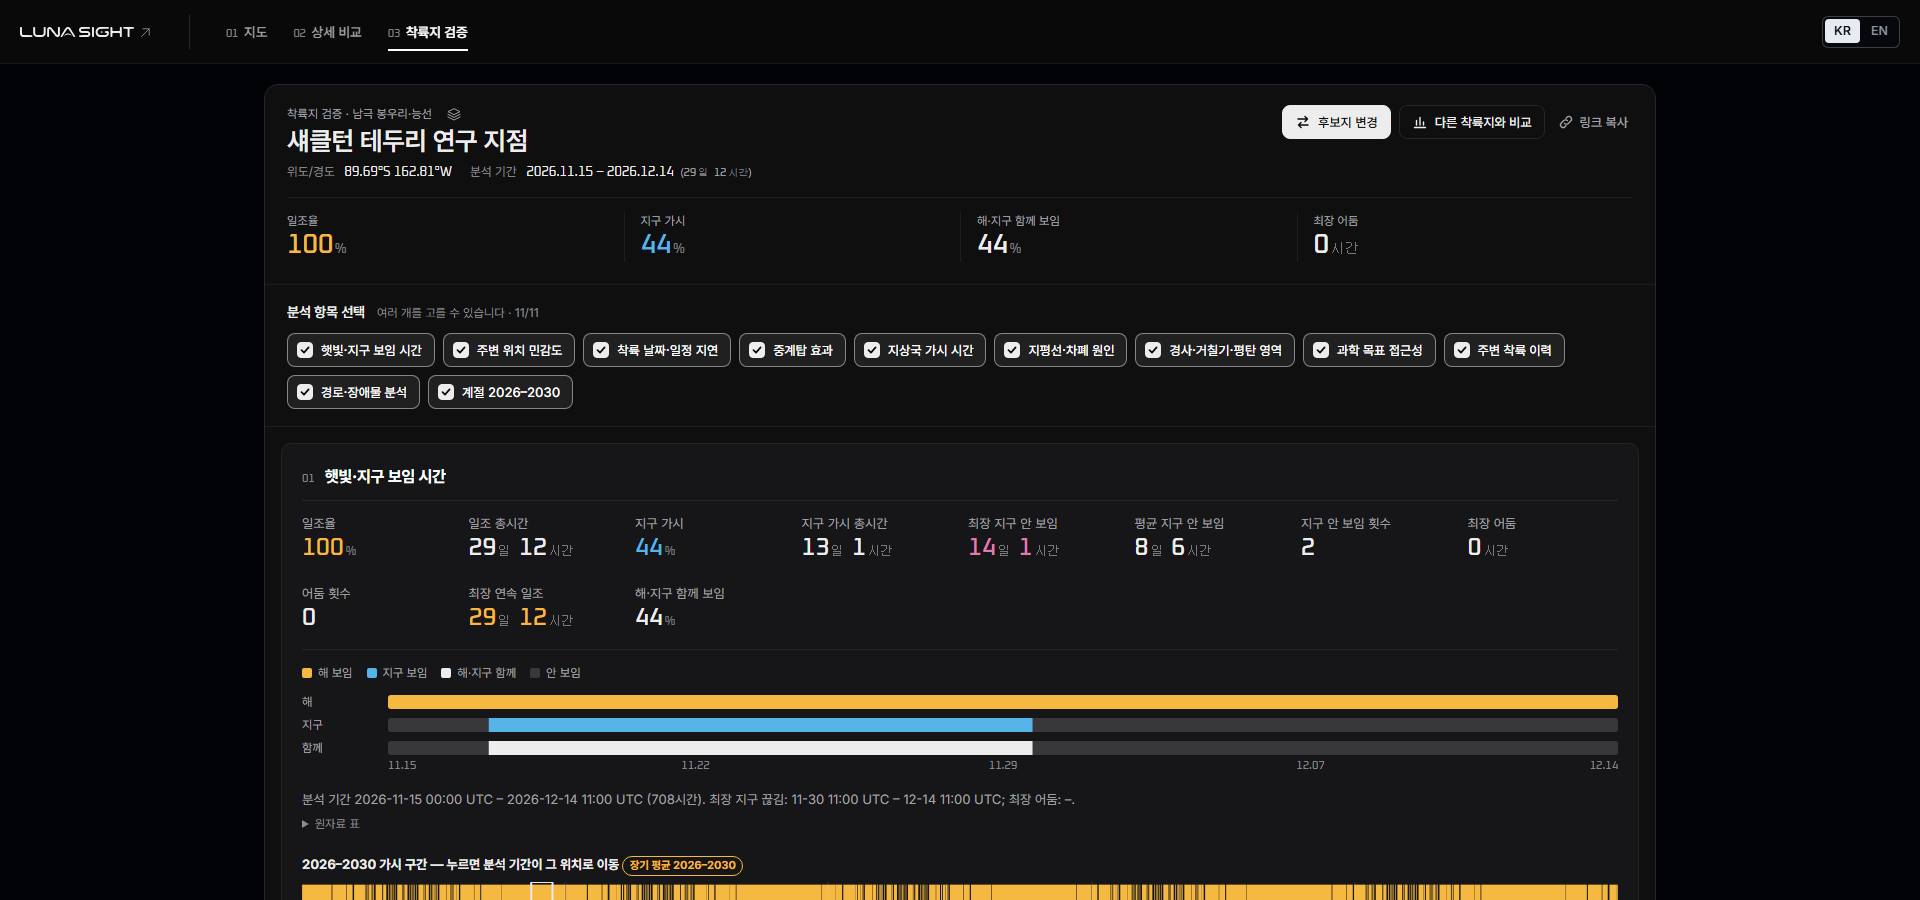 LUNA SIGHT
01 지도 02 상세 비교 03 착륙지 검증
KR EN
착륙지 검증 · 남극 봉우리·능선
섀클턴 테두리 연구 지점
위도/경도 89.69°S 162.81°W 분석 기간 2026.11.15 – 2026.12.14 (29일 12시간)
후보지 변경 다른 착륙지와 비교 링크 복사
일조율 지구 가시 해·지구 함께 보임 최장 어둠
100% 44% 44% 0시간
분석 항목 선택 여러 개를 고를 수 있습니다 · 11/11
햇빛·지구 보임 시간 주변 위치 민감도 착륙 날짜·일정 지연 중계탑 효과 지상국 가시 시간 지평선·차폐 원인 경사·거칠기·평탄 영역 과학 목표 접근성 주변 착륙 이력
경로·장애물 분석 계절 2026–2030
01 햇빛·지구 보임 시간
일조율 일조 총시간 지구 가시 지구 가시 총시간 최장 지구 안 보임 평균 지구 안 보임 지구 안 보임 횟수 최장 어둠
100% 29일 12시간 44% 13일 1시간 14일 1시간 8일 6시간 2 0시간
어둠 횟수 최장 연속 일조 해·지구 함께 보임
0 29일 12시간 44%
해 보임 지구 보임 해·지구 함께 안 보임
해
지구
함께
11.15 11.22 11.29 12.07 12.14
분석 기간 2026-11-15 00:00 UTC – 2026-12-14 11:00 UTC (708시간). 최장 지구 끊김: 11-30 11:00 UTC – 12-14 11:00 UTC; 최장 어둠: –.
▶ 원자료 표
2026–2030 가시 구간 — 누르면 분석 기간이 그 위치로 이동 장기 평균 2026–2030